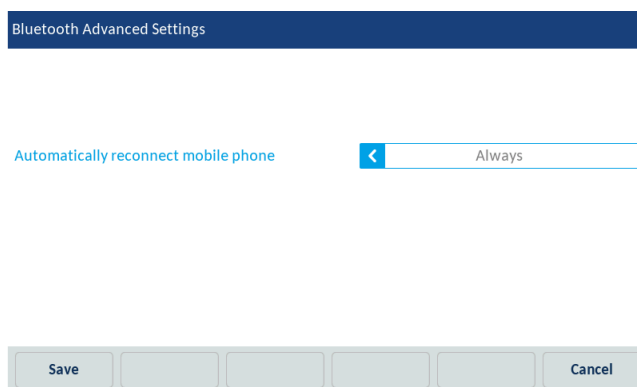 Bluetooth Advanced Settings
Automatically reconnect mobile phone Always
Save Cancel